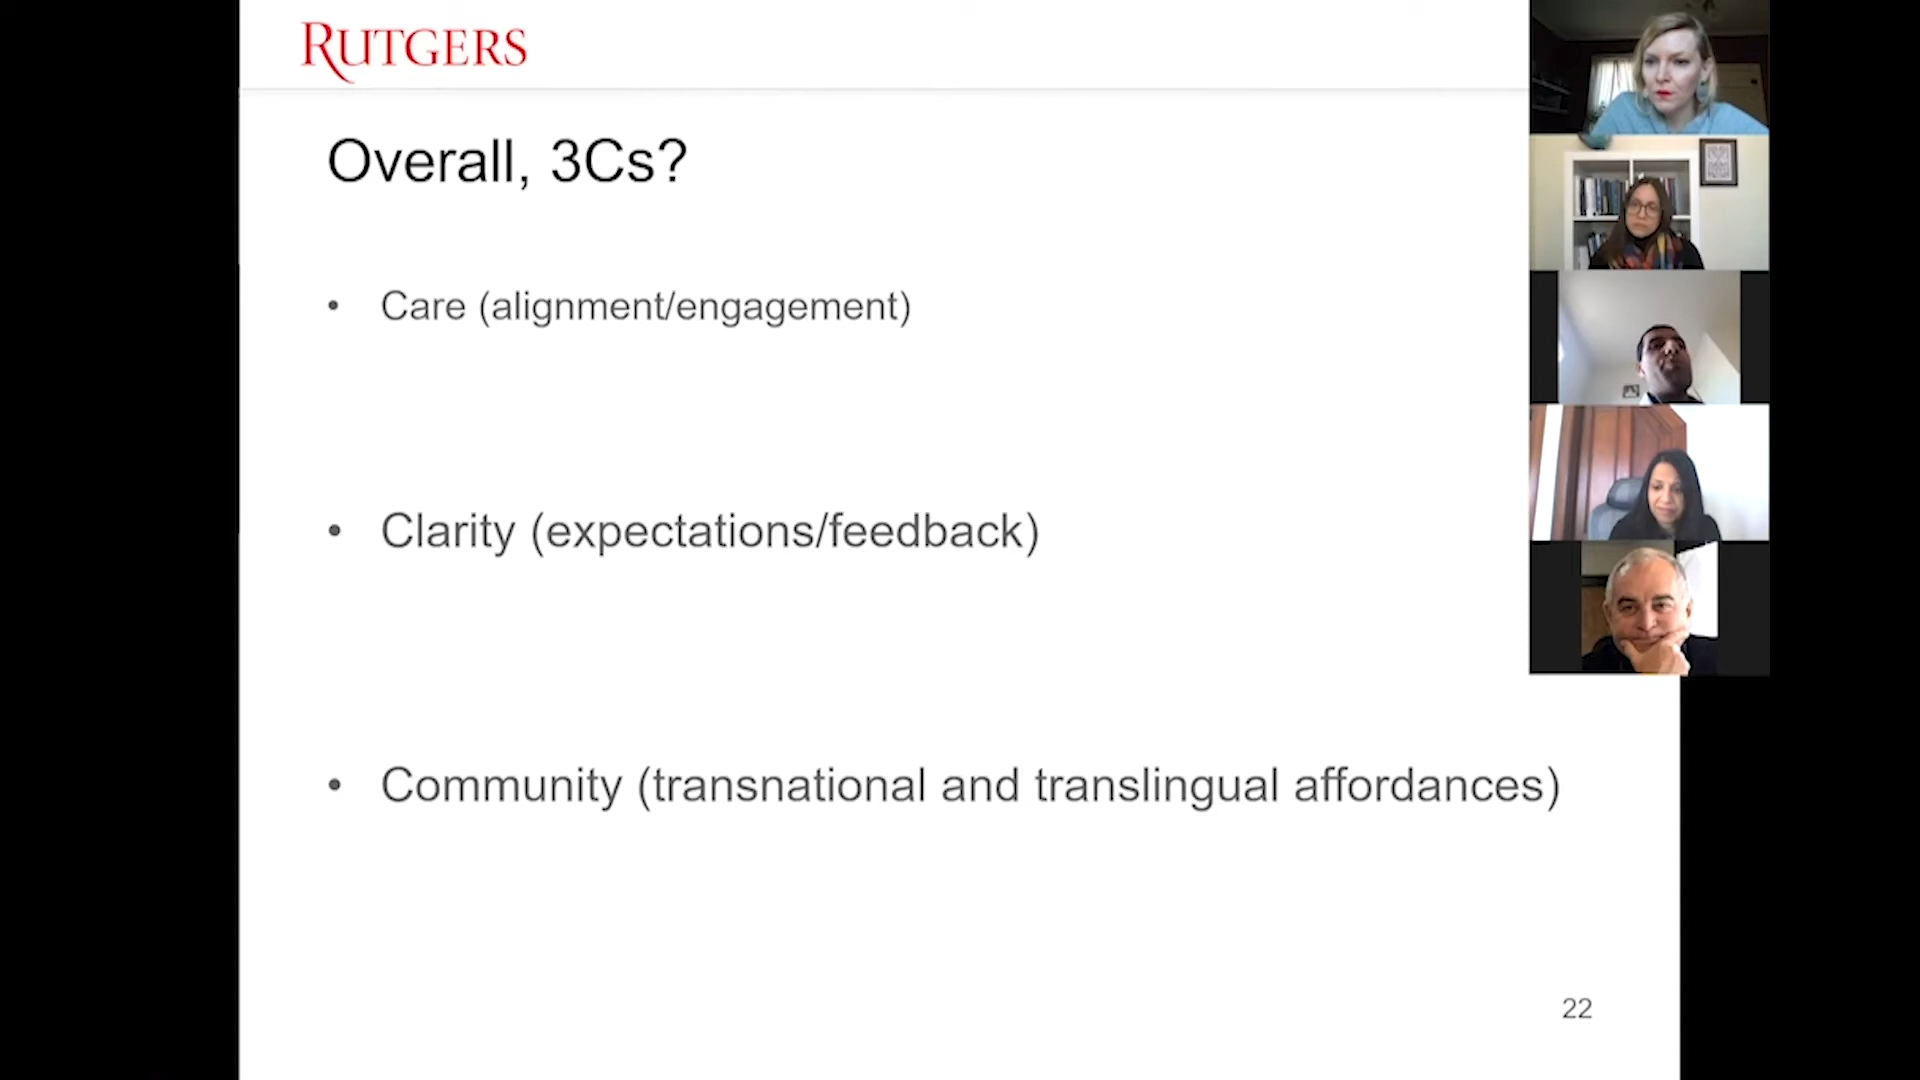 RUTGERS
Overall, 3Cs?
• Care (alignment/engagement)
• Clarity (expectations/feedback)
• Community (transnational and translingual affordances)
22